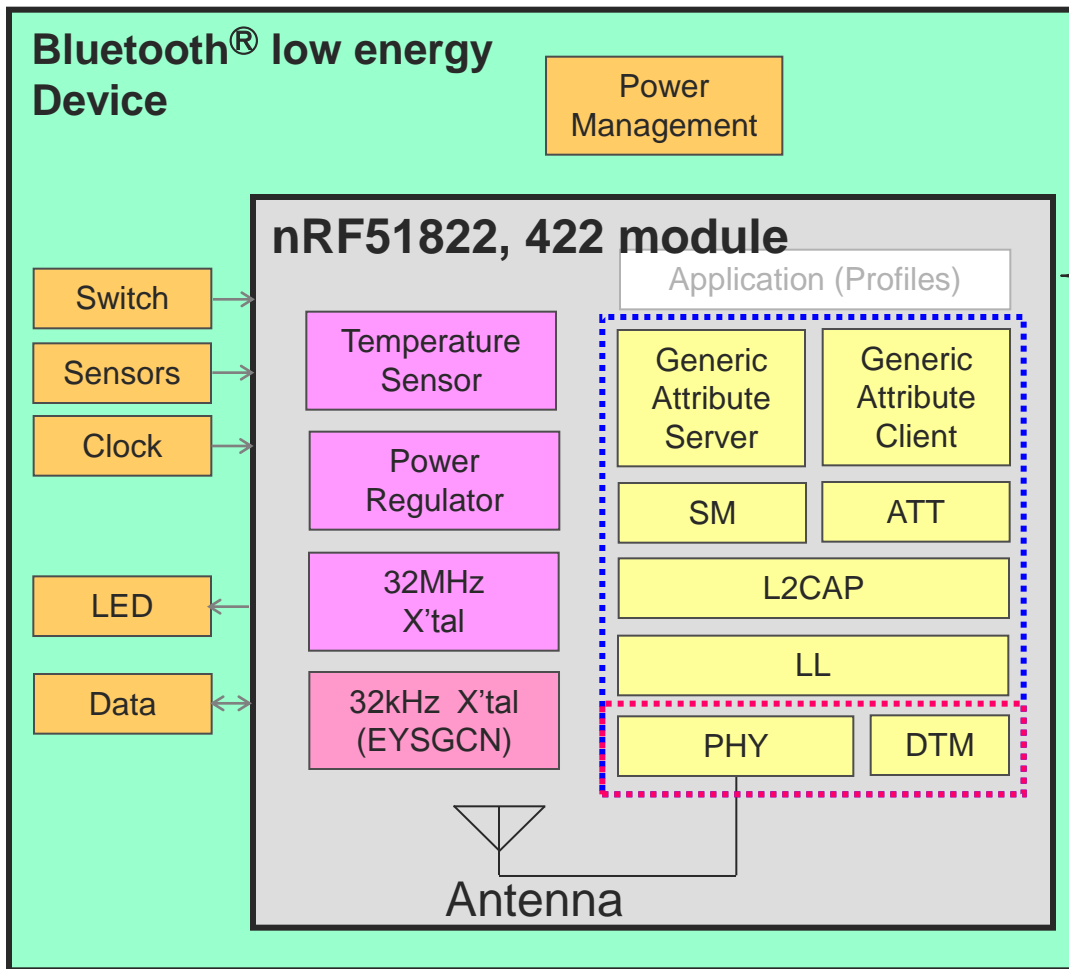 Bluetooth® low energy
Device
Power
Management
nRF51822, 422 module
Application (Profiles)
Switch
Sensors
Clock
LED
Data
Temperature
Sensor
Power
Regulator
32MHz
X'tal
32kHz X'tal
(EYSGCN)
Generic
Attribute
Server
Generic
Attribute
Client
SM
ATT
L2CAP
LL
PHY
DTM
Antenna